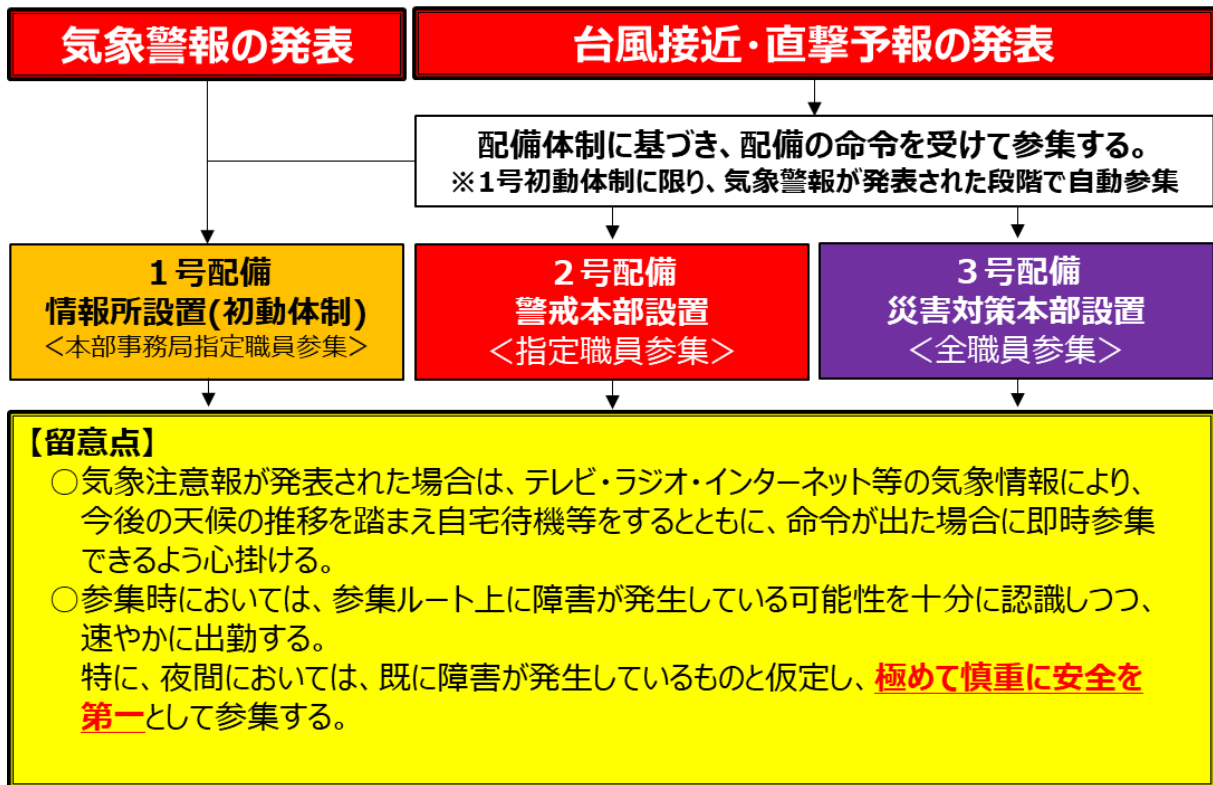 気象警報の発表
台風接近・直撃予報の発表
配備体制に基づき、配備の命令を受けて参集する。
※1号初動体制に限り、気象警報が発表された段階で自動参集
１号配備
情報所設置(初動体制)
＜本部事務局指定職員参集＞
２号配備
警戒本部設置
＜指定職員参集＞
３号配備
災害対策本部設置
＜全職員参集＞
【留意点】
○気象注意報が発表された場合は、テレビ・ラジオ・インターネット等の気象情報により、
今後の天候の推移を踏まえ自宅待機等をするとともに、命令が出た場合に即時参集
できるよう心掛ける。
○参集時においては、参集ルート上に障害が発生している可能性を十分に認識しつつ、
速やかに出勤する。
特に、夜間においては、既に障害が発生しているものと仮定し、極めて慎重に安全を
第一として参集する。